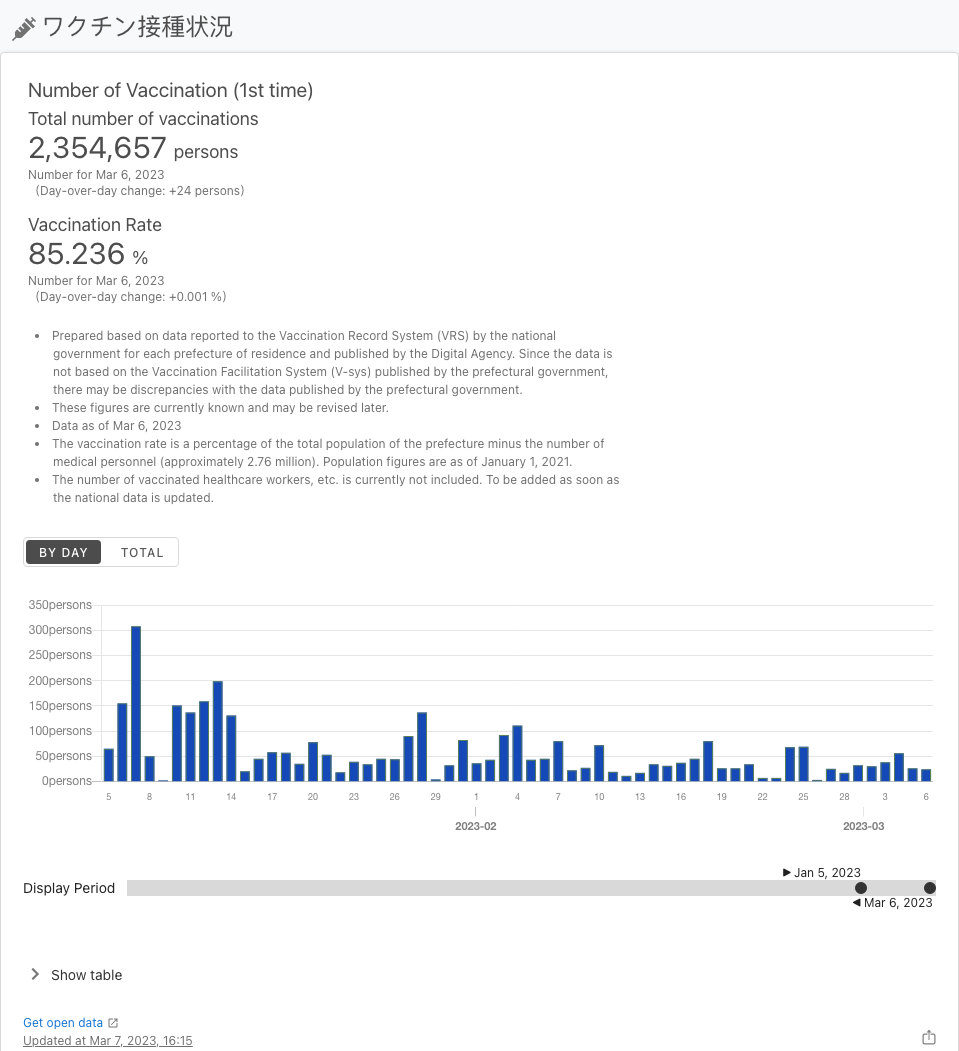 ワクチン接種状況
Number of Vaccination (1st time)
Total number of vaccinations
2,354,657 persons
Number for Mar 6, 2023
(Day-over-day change: +24 persons)
Vaccination Rate
85.236 %
Number for Mar 6, 2023
(Day-over-day change: +0.001 %)
• Prepared based on data reported to the Vaccination Record System (VRS) by the national
government for each prefecture of residence and published by the Digital Agency. Since the data is
not based on the Vaccination Facilitation System (V-sys) published by the prefectural government,
there may be discrepancies with the data published by the prefectural government.
• These figures are currently known and may be revised later.
• Data as of Mar 6, 2023
• The vaccination rate is a percentage of the total population of the prefecture minus the number of
medical personnel (approximately 2.76 million). Population figures are as of January 1, 2021.
• The number of vaccinated healthcare workers, etc. is currently not included. To be added as soon as
the national data is updated.
BY DAY TOTAL
350persons
300persons
250persons
200persons
150persons
100persons
50persons
0persons
5 8 11 14 17 20 23 26 29 1 4 7 10 13 16 19 22 25 28 3 6
2023-02 2023-03
Jan 5, 2023
Display Period
Mar 6, 2023
Show table
Get open data
Updated at Mar 7, 2023, 16:15